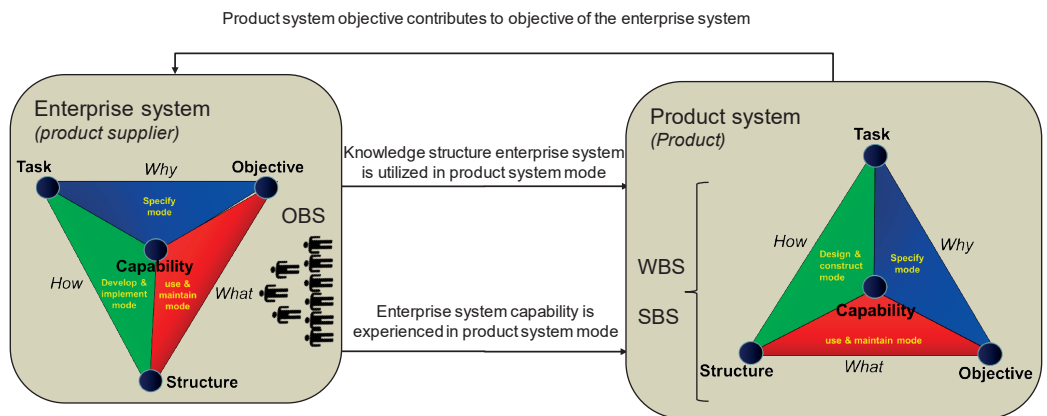 Product system objective contributes to objective of the enterprise system
Enterprise system
(product supplier)
Task
Why
Objective
Specify
mode
OBS
Capability
How
Develop &
implement
mode
use &
maintain
mode
What
Structure
Knowledge structure enterprise system
is utilized in product system mode
Enterprise system capability is
experienced in product system mode
Product system
(Product)
Task
How
Why
Design &
construct
mode
Specify
mode
WBS
SBS
Capability
use & maintain mode
Structure
What
Objective